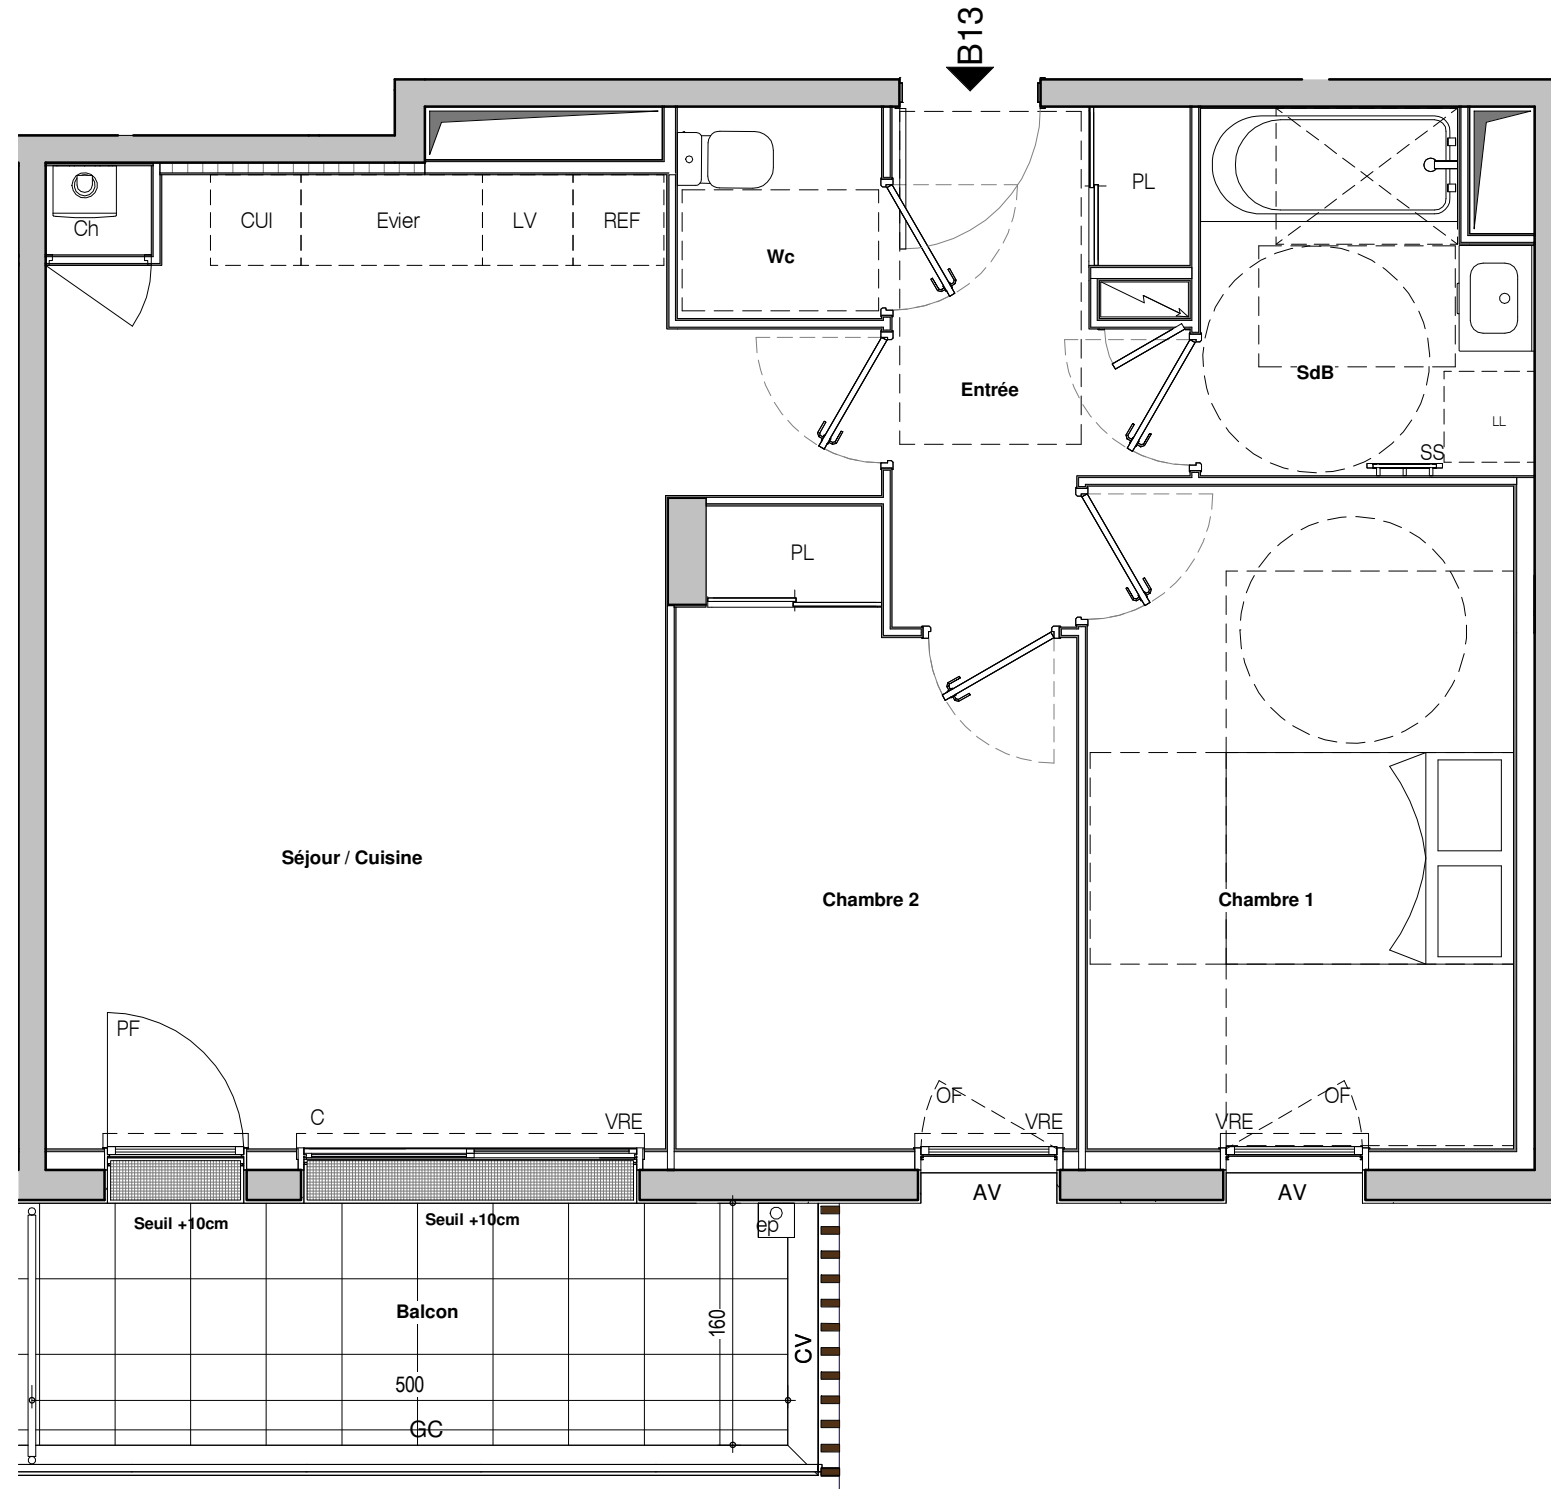 B13
PL
Ch
CUI
Evier
LV
REF
Wc
Entrée
SdB
LL
SS
PL
Séjour / Cuisine
Chambre 2
Chambre 1
PF
C
VRE
OF
VRE
VRE
OF
AV
AV
Seuil +10cm
Seuil +10cm
ep
Balcon
160
CV
500
GC